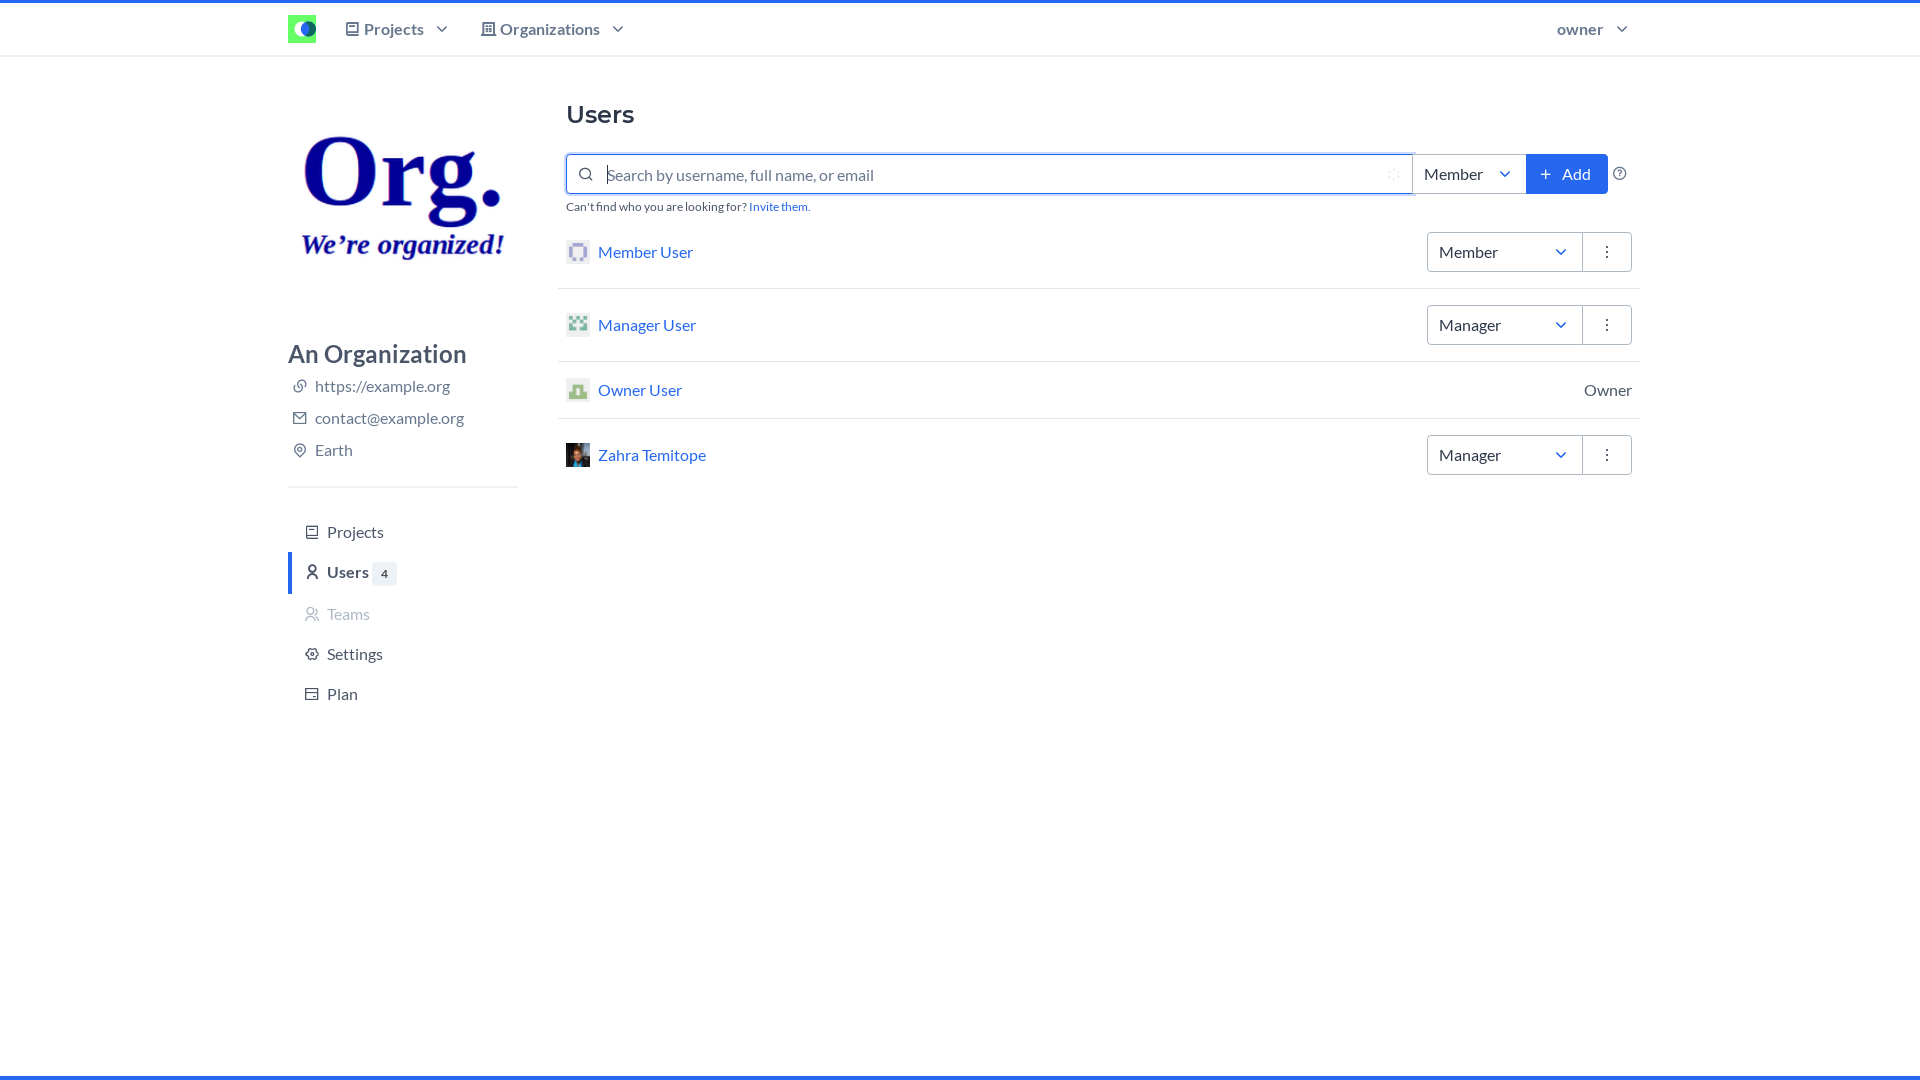 Projects
Organizations
owner
Org.
We're organized!
An Organization
https://example.org
contact@example.org
Earth
Projects
Users 4
Teams
Settings
Plan
Users
Search by username, full name, or email
Member
Add
Can't find who you are looking for? Invite them.
Member User
Member
Manager User
Manager
Owner User
Owner
Zahra Temitope
Manager